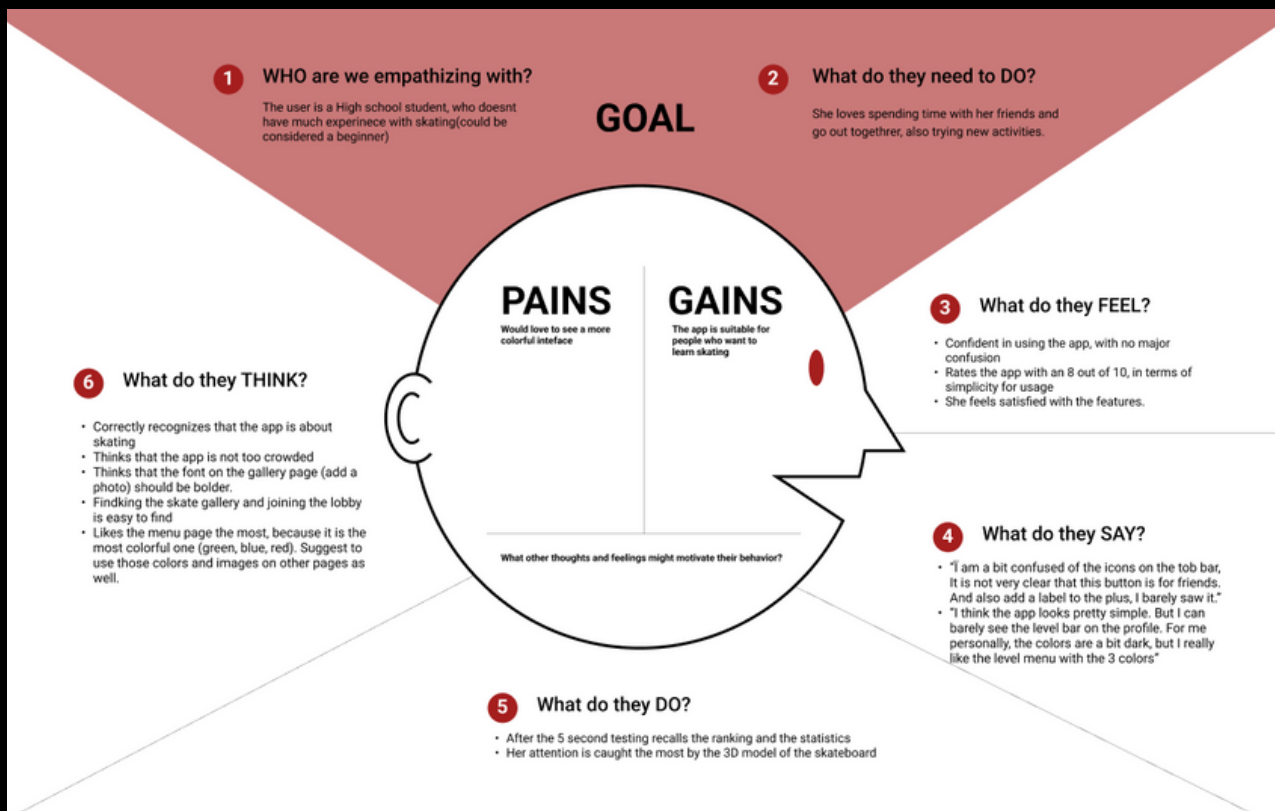 1
WHO are we empathizing with?
The user is a High school student, who doesnt
have much experinece with skating(could be
considered a beginner)
GOAL
2
What do they need to DO?
She loves spending time with her friends and
go out togethrer, also trying new activities.
PAINS
Would love to see a more
colorful inteface
GAINS
The app is suitable for
people who want to
learn skating
What other thoughts and feelings might motivate their behavior?
3
What do they FEEL?
• Confident in using the app, with no major
confusion
• Rates the app with an 8 out of 10, in terms of
simplicity for usage
• She feels satisfied with the features.
4
What do they SAY?
• “I am a bit confused of the icons on the tob bar,
It is not very clear that this button is for friends.
And also add a label to the plus, I barely saw it.”
• “I think the app looks pretty simple. But I can
barely see the level bar on the profile. For me
personally, the colors are a bit dark, but I really
like the level menu with the 3 colors”
5
What do they DO?
• After the 5 second testing recalls the ranking and the statistics
• Her attention is caught the most by the 3D model of the skateboard
6
What do they THINK?
• Correctly recognizes that the app is about
skating
• Thinks that the app is not too crowded
• Thinks that the font on the gallery page (add a
photo) should be bolder.
• Findking the skate gallery and joining the lobby
is easy to find
• Likes the menu page the most, because it is the
most colorful one (green, blue, red). Suggest to
use those colors and images on other pages as
well.